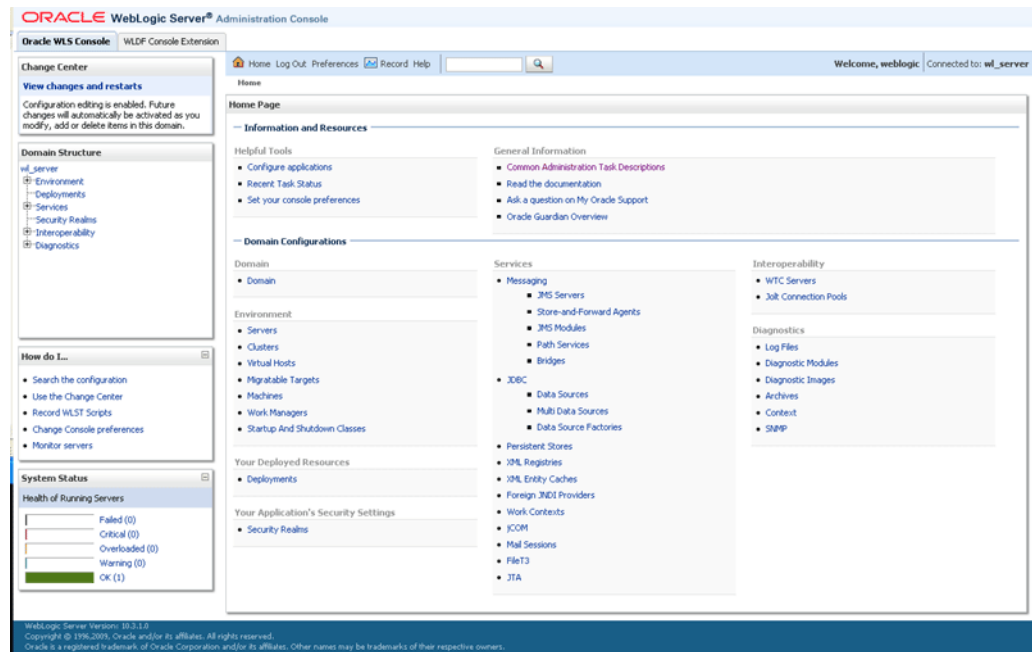 ORACLE WebLogic Server® Administration Console
Oracle WLS Console
WLDF Console Extension
Change Center
View changes and restarts
Configuration editing is enabled. Future
changes will automatically be activated as you
modify, add or delete items in this domain.
Domain Structure
wl_server
Environment
Deployments
Services
Security Realms
Interoperability
Diagnostics
How do I...
Search the configuration
Use the Change Center
Record WLST Scripts
Change Console preferences
Monitor servers
System Status
Health of Running Servers
Failed (0)
Critical (0)
Overloaded (0)
Warning (0)
OK (1)
Home Log Out Preferences Record Help
Welcome, weblogic
Connected to: wl_server
Home
Home Page
Information and Resources
Helpful Tools
Configure applications
Recent Task Status
Set your console preferences
General Information
Common Administration Task Descriptions
Read the documentation
Ask a question on My Oracle Support
Oracle Guardian Overview
Domain Configurations
Domain
Domain
Environment
Servers
Clusters
Virtual Hosts
Migratable Targets
Machines
Work Managers
Startup And Shutdown Classes
Your Deployed Resources
Deployments
Your Application's Security Settings
Security Realms
Services
Messaging
JMS Servers
Store-and-Forward Agents
JMS Modules
Path Services
Bridges
JDBC
Data Sources
Multi Data Sources
Data Source Factories
Persistent Stores
XML Registries
XML Entity Caches
Foreign JNDI Providers
Work Contexts
jCOM
Mail Sessions
FileT3
JTA
Interoperability
WTC Servers
Jolt Connection Pools
Diagnostics
Log Files
Diagnostic Modules
Diagnostic Images
Archives
Context
SNMP
WebLogic Server Version: 10.3.1.0
Copyright © 1996,2009, Oracle and/or its affiliates. All rights reserved.
Oracle is a registered trademark of Oracle Corporation and/or its affiliates. Other names may be trademarks of their respective owners.